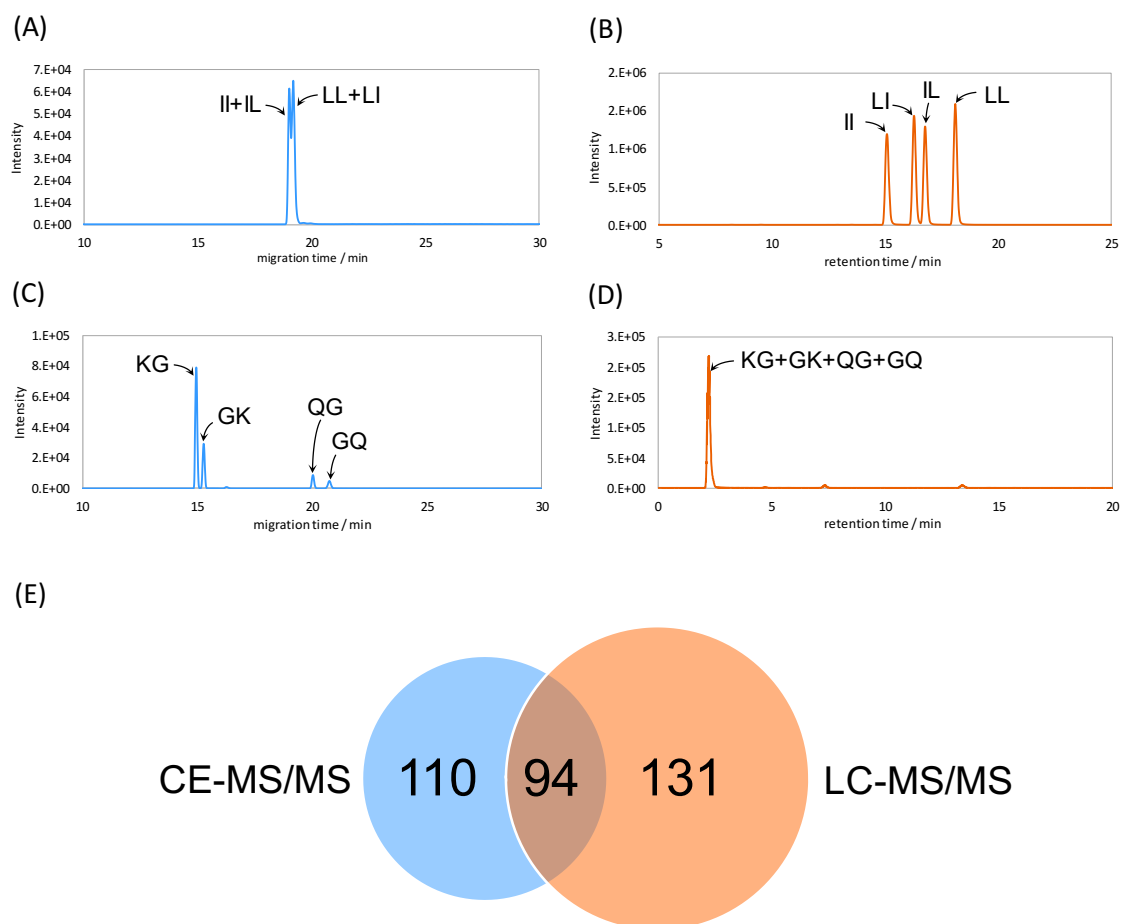 (A)
7.E+04
6.E+04
5.E+04
4.E+04
3.E+04
2.E+04
1.E+04
0.E+00
Intensity
II+IL
LL+LI
10 15 20 25 30
migration time / min
(B)
2.E+06
2.E+06
1.E+06
5.E+05
0.E+00
Intensity
II
LI
IL
LL
5 10 15 20 25
retention time / min
(C)
1.E+05
8.E+04
6.E+04
4.E+04
2.E+04
0.E+00
Intensity
KG
GK
QG
GQ
10 15 20 25 30
migration time / min
(D)
3.E+05
2.E+05
2.E+05
1.E+05
5.E+04
0.E+00
Intensity
KG+GK+QG+GQ
0 5 10 15 20
retention time / min
(E)
CE-MS/MS 110 94 131 LC-MS/MS